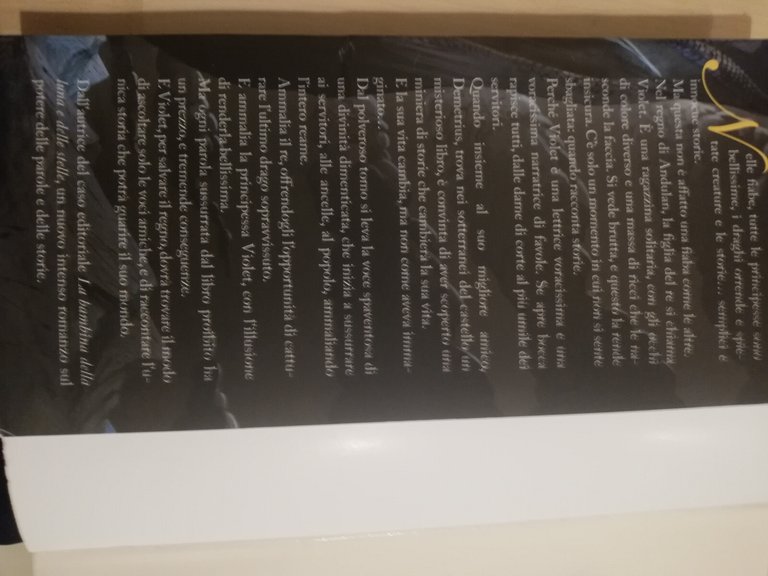 Nelle fiabe, tutte le principesse sono
bellissime, i draghi orrende e spie-
tate creature e le storie... semplici e
innocue storie.
Ma questa non è affatto una fiaba come le altre.
Nel regno di Andulan, la figlia del re si chiama
Violet. È una ragazzina solitaria, con gli occhi
di colore diverso e una massa di ricci che le na-
sconde la faccia. Si vede brutta, e questo la rende
insicura. C'è solo un momento in cui non si sente
sbagliata: quando racconta storie.
Perché Violet è una lettrice voracissima e una
portentosa narratrice di favole. Se apre bocca
rapisce tutti, dalle dame di corte al più umile dei
servitori.
Quando insieme al suo migliore amico,
Demetrius, trova nei sotterranei del castello un
misterioso libro, è convinta di aver scoperto una
miniera di storie che cambierà la sua vita.
E la sua vita cambia, ma non come aveva imma-
ginato.
Dal polveroso tomo si leva la voce spaventosa di
una divinità dimenticata, che inizia a sussurrare
ai servitori, alle ancelle, al popolo, ammaliando
l'intero reame.
Ammalia il re, offrendogli l'opportunità di cattu-
rare l'ultimo drago sopravvissuto.
E ammalia la principessa Violet, con l'illusione
di renderla bellissima.
Ma ogni parola sussurrata dal libro proibito ha
un prezzo, e tremende conseguenze.
E Violet, per salvare il regno, dovrà trovare il modo
di ascoltare solo le voci amiche, e di raccontare l'u-
nica storia che potrà guarire il suo mondo.
Dall'autrice del caso editoriale La bambina della
luna e delle stelle, un nuovo intenso romanzo sul
potere delle parole e delle storie.